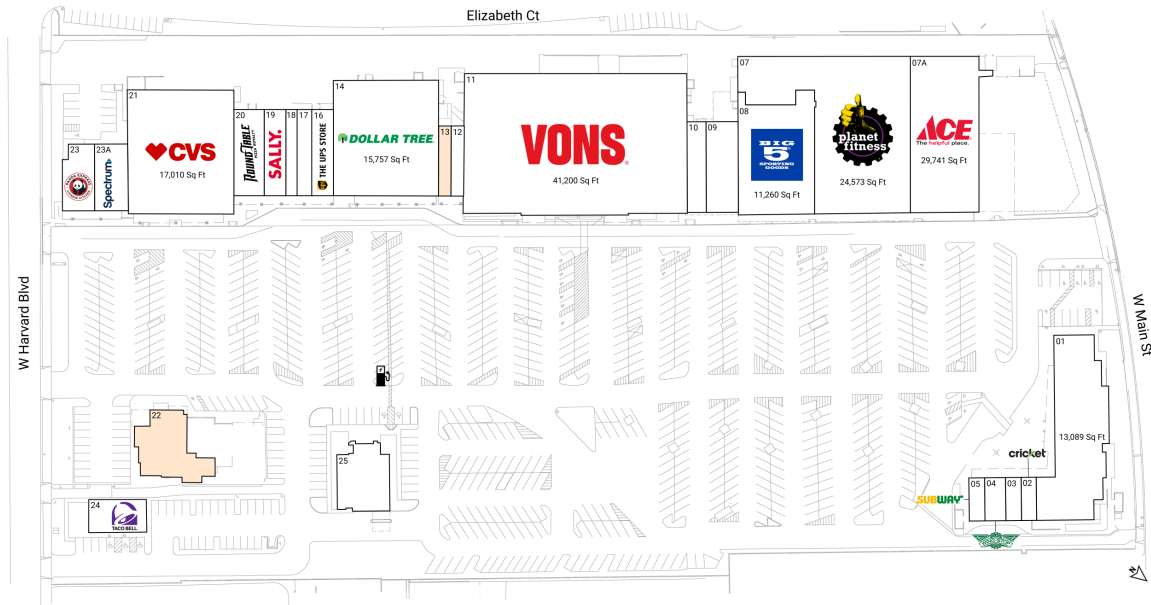 Elizabeth Ct
W Harvard Blvd
W Main St
07
07A
11
14
21
08
20
19
18
17
16
13
12
10
09
23
23A
ROUND TABLE
PIZZA ROYALTY
SALLY.
THE UPS STORE
DOLLAR TREE
15,757 Sq Ft
CVS
17,010 Sq Ft
PANDA EXPRESS
Spectrum
VONS
41,200 Sq Ft
BIG
5
SPORTING
GOODS
11,260 Sq Ft
planet
fitness
24,573 Sq Ft
ACE
The helpful place.
29,741 Sq Ft
01
13,089 Sq Ft
22
25
24
TACO BELL
cricket
05
04
03
02
SUBWAY
N